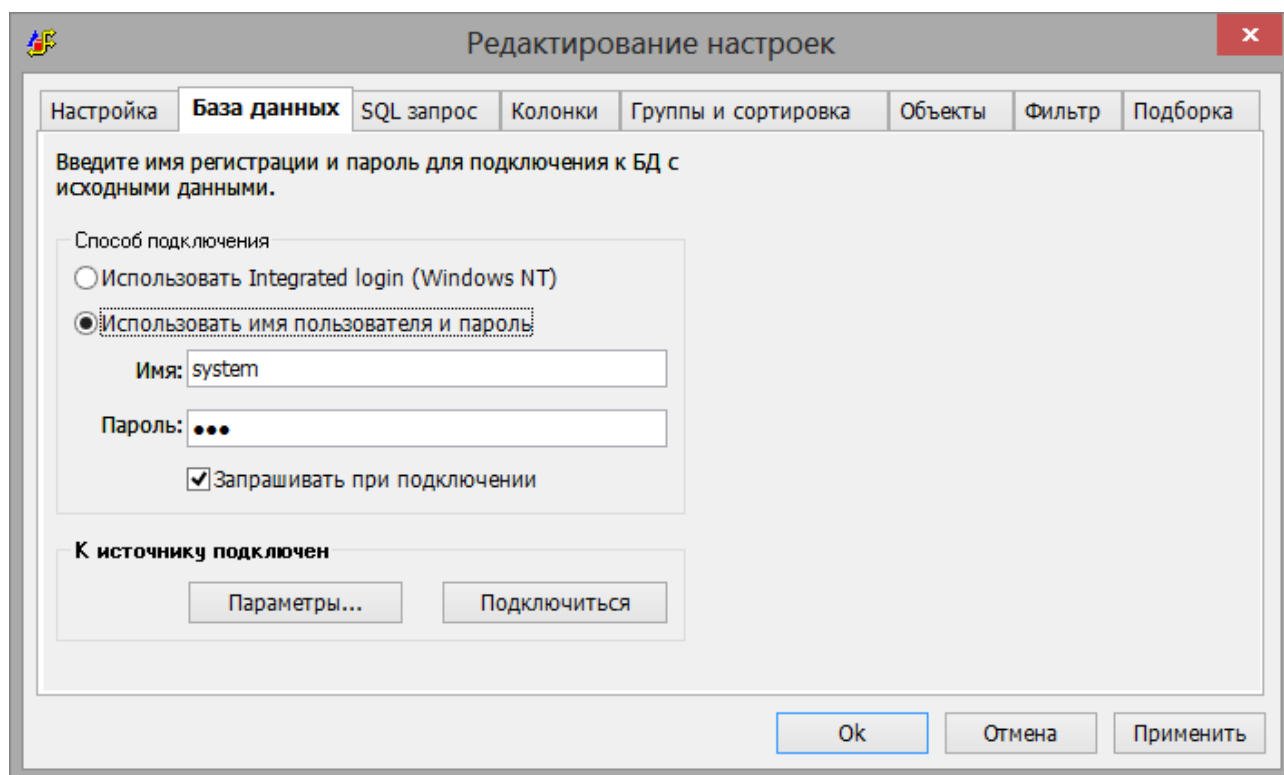 Редактирование настроек
Настройка База данных SQL запрос Колонки Группы и сортировка Объекты Фильтр Подборка
Введите имя регистрации и пароль для подключения к БД с
исходными данными.
Способ подключения
Использовать Integrated login (Windows NT)
Использовать имя пользователя и пароль
Имя: system
Пароль: •••
Запрашивать при подключении
К источнику подключен
Параметры... Подключиться
Ok Отмена Применить